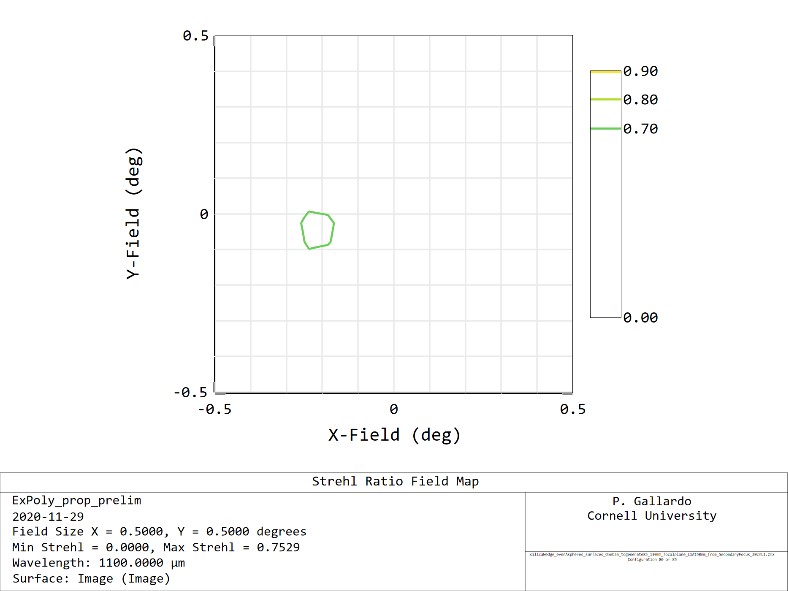 0.5
0
-0.5
Y-Field (deg)
-0.5
0
0.5
X-Field (deg)
0.90
0.80
0.70
0.00
Strehl Ratio Field Map
ExPoly_prop_prelim
2020-11-29
Field Size X = 0.5000, Y = 0.5000 degrees
Min Strehl = 0.0000, Max Strehl = 0.7529
Wavelength: 1100.0000 µm
Surface: Image (Image)
P. Gallardo
Cornell University